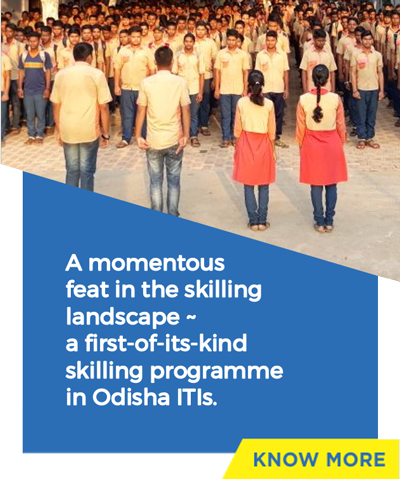 A momentous
feat in the skilling
landscape ~
a first-of-its-kind
skilling programme
in Odisha ITIs.
KNOW MORE